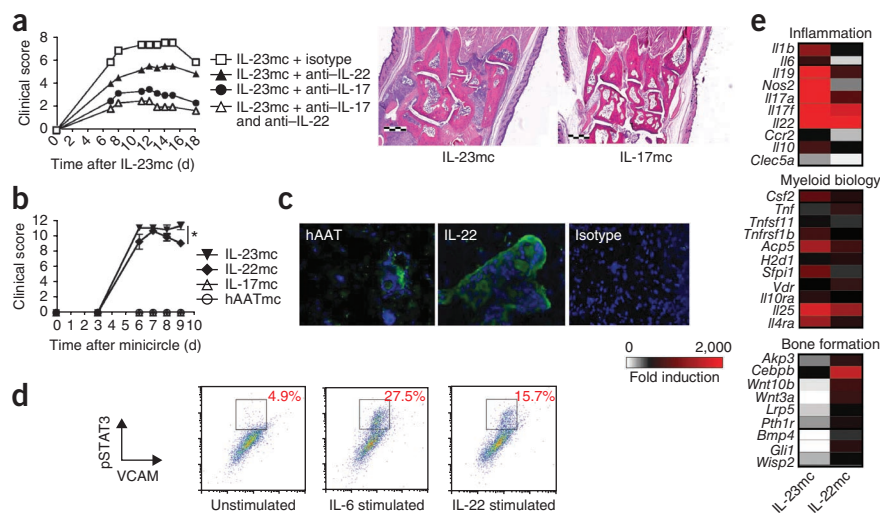 a
Clinical score
8
6
4
2
0
0 2 4 6 8 10 12 14 16 18
Time after IL-23mc (d)
IL-23mc + isotype
IL-23mc + anti–IL-22
IL-23mc + anti–IL-17
IL-23mc + anti–IL-17
and anti–IL-22
IL-23mc
IL-17mc
b
Clinical score
12
10
8
6
4
2
0
0 1 2 3 4 5 6 7 8 9 10
Time after minicircle (d)
*
IL-23mc
IL-22mc
IL-17mc
hAATmc
c
hAAT
IL-22
Isotype
0 2,000
Fold induction
d
pSTAT3
VCAM
4.9%
Unstimulated
27.5%
IL-6 stimulated
15.7%
IL-22 stimulated
e
Inflammation
Il1b
Il6
Il19
Nos2
Il17a
Il17f
Il22
Ccr2
Il10
Clec5a
Myeloid biology
Csf2
Tnf
Tnfsf11
Tnfrsf1b
Acp5
H2d1
Sfpi1
Vdr
Il10ra
Il25
Il4ra
Bone formation
Akp3
Cebpb
Wnt10b
Wnt3a
Lrp5
Pth1r
Bmp4
Gli1
Wisp2
IL-23mc
IL-22mc